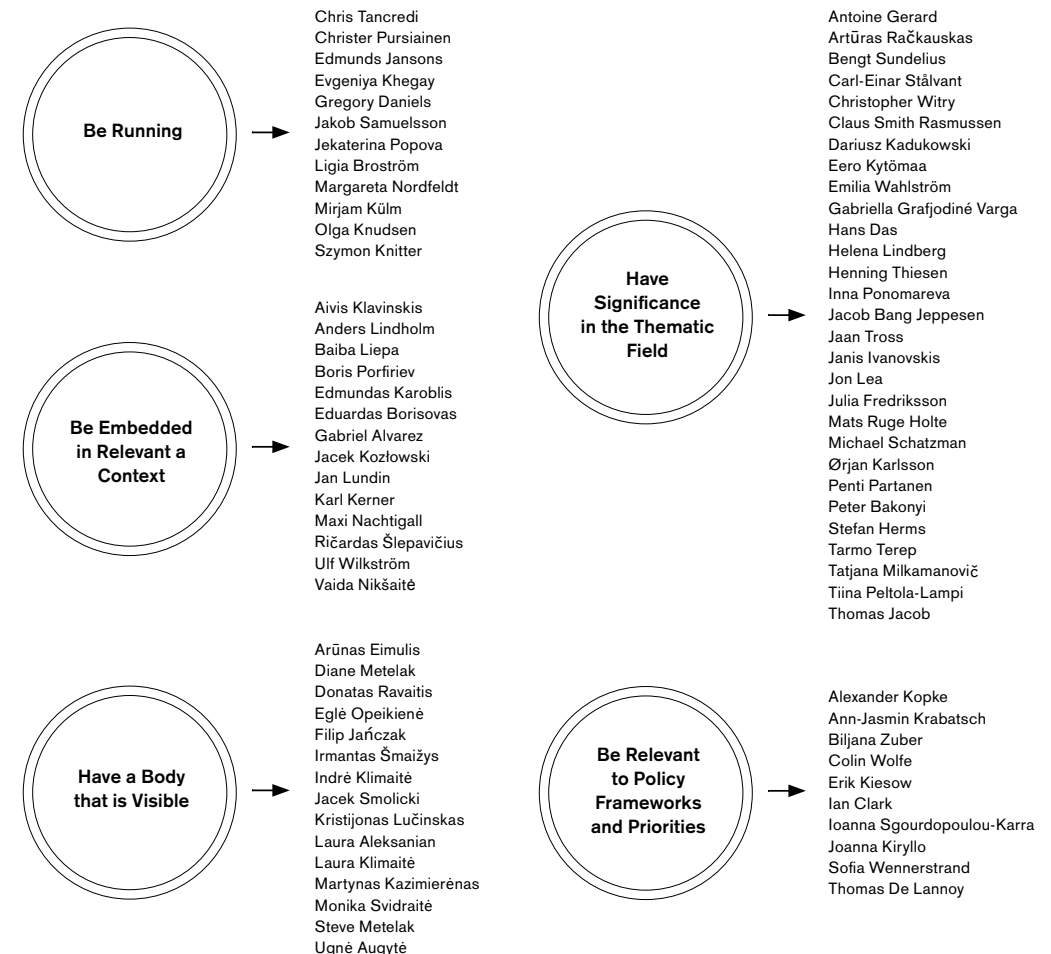 Be Running
Chris Tancredi
Christer Pursiainen
Edmunds Jansons
Evgeniya Khegay
Gregory Daniels
Jakob Samuelsson
Jekaterina Popova
Ligia Broström
Margareta Nordfeldt
Mirjam Külm
Olga Knudsen
Szymon Knitter
Be Embedded
in Relevant a
Context
Aivis Klavinskis
Anders Lindholm
Baiba Liepa
Boris Porfiriev
Edmundas Karoblis
Eduardas Borisovas
Gabriel Alvarez
Jacek Kozłowski
Jan Lundin
Karl Kerner
Maxi Nachtigall
Ričardas Šlepavičius
Ulf Wilkström
Vaida Nikšaitė
Have a Body
that is Visible
Arūnas Eimulis
Diane Metelak
Donatas Ravaitis
Eglė Opeikienė
Filip Jańczak
Irmantas Šmaižys
Indrė Klimaitė
Jacek Smolicki
Kristijonas Lučinskas
Laura Aleksanian
Laura Klimaitė
Martynas Kazimierėnas
Monika Svidraitė
Steve Metelak
Ugnė Augytė
Have
Significance
in the Thematic
Field
Antoine Gerard
Artūras Račkauskas
Bengt Sundelius
Carl-Einar Stålvant
Christopher Witry
Claus Smith Rasmussen
Dariusz Kadukowski
Eero Kytömaa
Emilia Wahlström
Gabriella Grafjodiné Varga
Hans Das
Helena Lindberg
Henning Thiesen
Inna Ponomareva
Jacob Bang Jeppesen
Jaan Tross
Janis Ivanovskis
Jon Lea
Julia Fredriksson
Mats Ruge Holte
Michael Schatzman
Ørjan Karlsson
Penti Partanen
Peter Bakonyi
Stefan Herms
Tarmo Terep
Tatjana Milkamanovič
Tiina Peltola-Lampi
Thomas Jacob
Be Relevant
to Policy
Frameworks
and Priorities
Alexander Kopke
Ann-Jasmin Krabatsch
Biljana Zuber
Colin Wolfe
Erik Kiesow
Ian Clark
Ioanna Sgourdopoulou-Karra
Joanna Kiryllo
Sofia Wennerstrand
Thomas De Lannoy